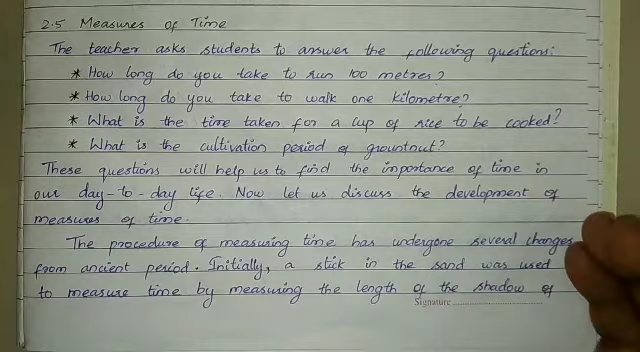 2.5 Measures of Time
The teacher asks students to answer the following questions:
* How long do you take to run 100 metres?
* How long do you take to walk one kilometre?
* What is the time taken for a cup of rice to be cooked?
* What is the cultivation period of grountnut?
These questions will help us to find the importance of time in
our day-to-day life. Now let us discuss the development of
measures of time.
The procedure of measuring time has undergone several changes
from ancient period. Initially, a stick in the sand was used
to measure time by measuring the length of the shadow of
Signature